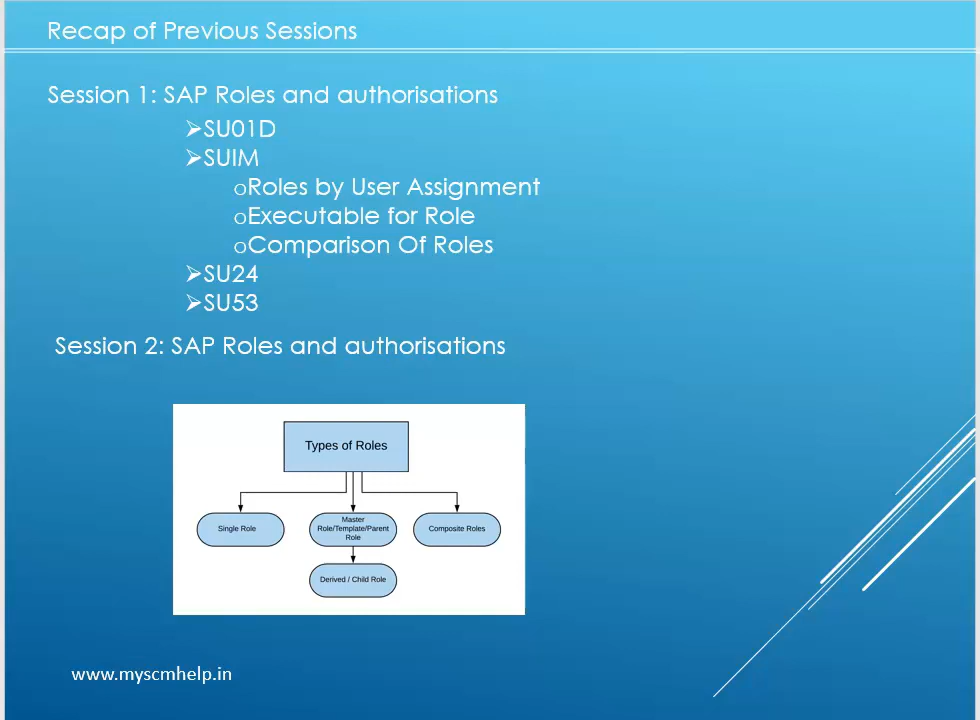 Recap of Previous Sessions
Session 1: SAP Roles and authorisations
➢SU01D
➢SUIM
oRoles by User Assignment
oExecutable for Role
oComparison Of Roles
➢SU24
➢SU53
Session 2: SAP Roles and authorisations
Types of Roles
Single Role
Master
Role/Template/Parent
Role
Composite Roles
Derived / Child Role
www.myscmhelp.in